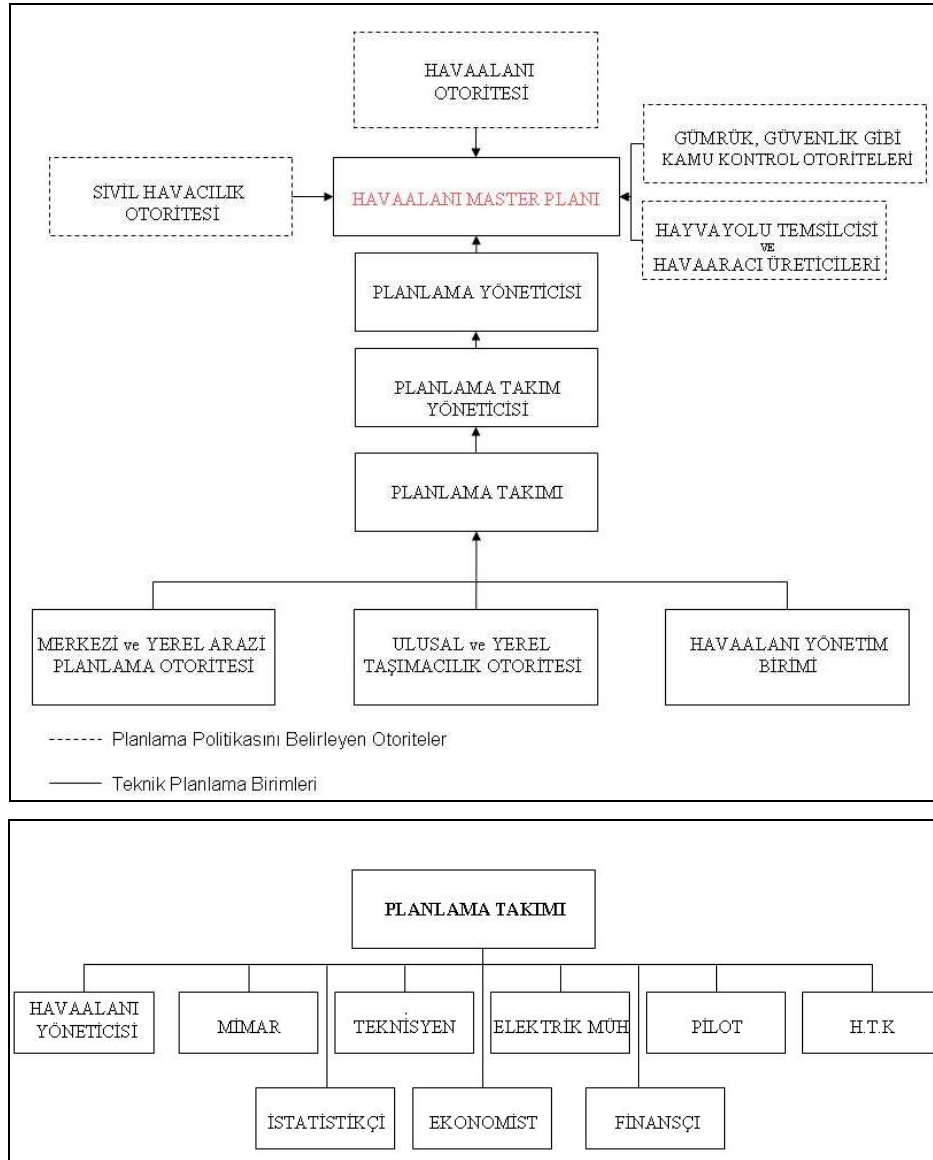 HAVAALANI
OTORİTESİ
GÜMRÜK, GÜVENLİK GİBİ
KAMU KONTROL OTORİTELERİ
SİVİL HAVACILIK
OTORİTESİ
HAVAALANI MASTER PLANI
HAYVAYOLU TEMSİLCİSİ
VE
HAVAARACI ÜRETİCİLERİ
PLANLAMA YÖNETİCİSİ
PLANLAMA TAKIM
YÖNETİCİSİ
PLANLAMA TAKIMI
MERKEZİ ve YEREL ARAZİ
PLANLAMA OTORİTESİ
ULUSAL ve YEREL
TAŞIMACILIK OTORİTESİ
HAVAALANI YÖNETİM
BİRİMİ
Planlama Politikasını Belirleyen Otoriteler
Teknik Planlama Birimleri
PLANLAMA TAKIMI
HAVAALANI
YÖNETİCİSİ
MİMAR
TEKNİSYEN
ELEKTRİK MÜH
PİLOT
H.T.K
İSTATİSTİKÇİ
EKONOMİST
FİNANSÇI